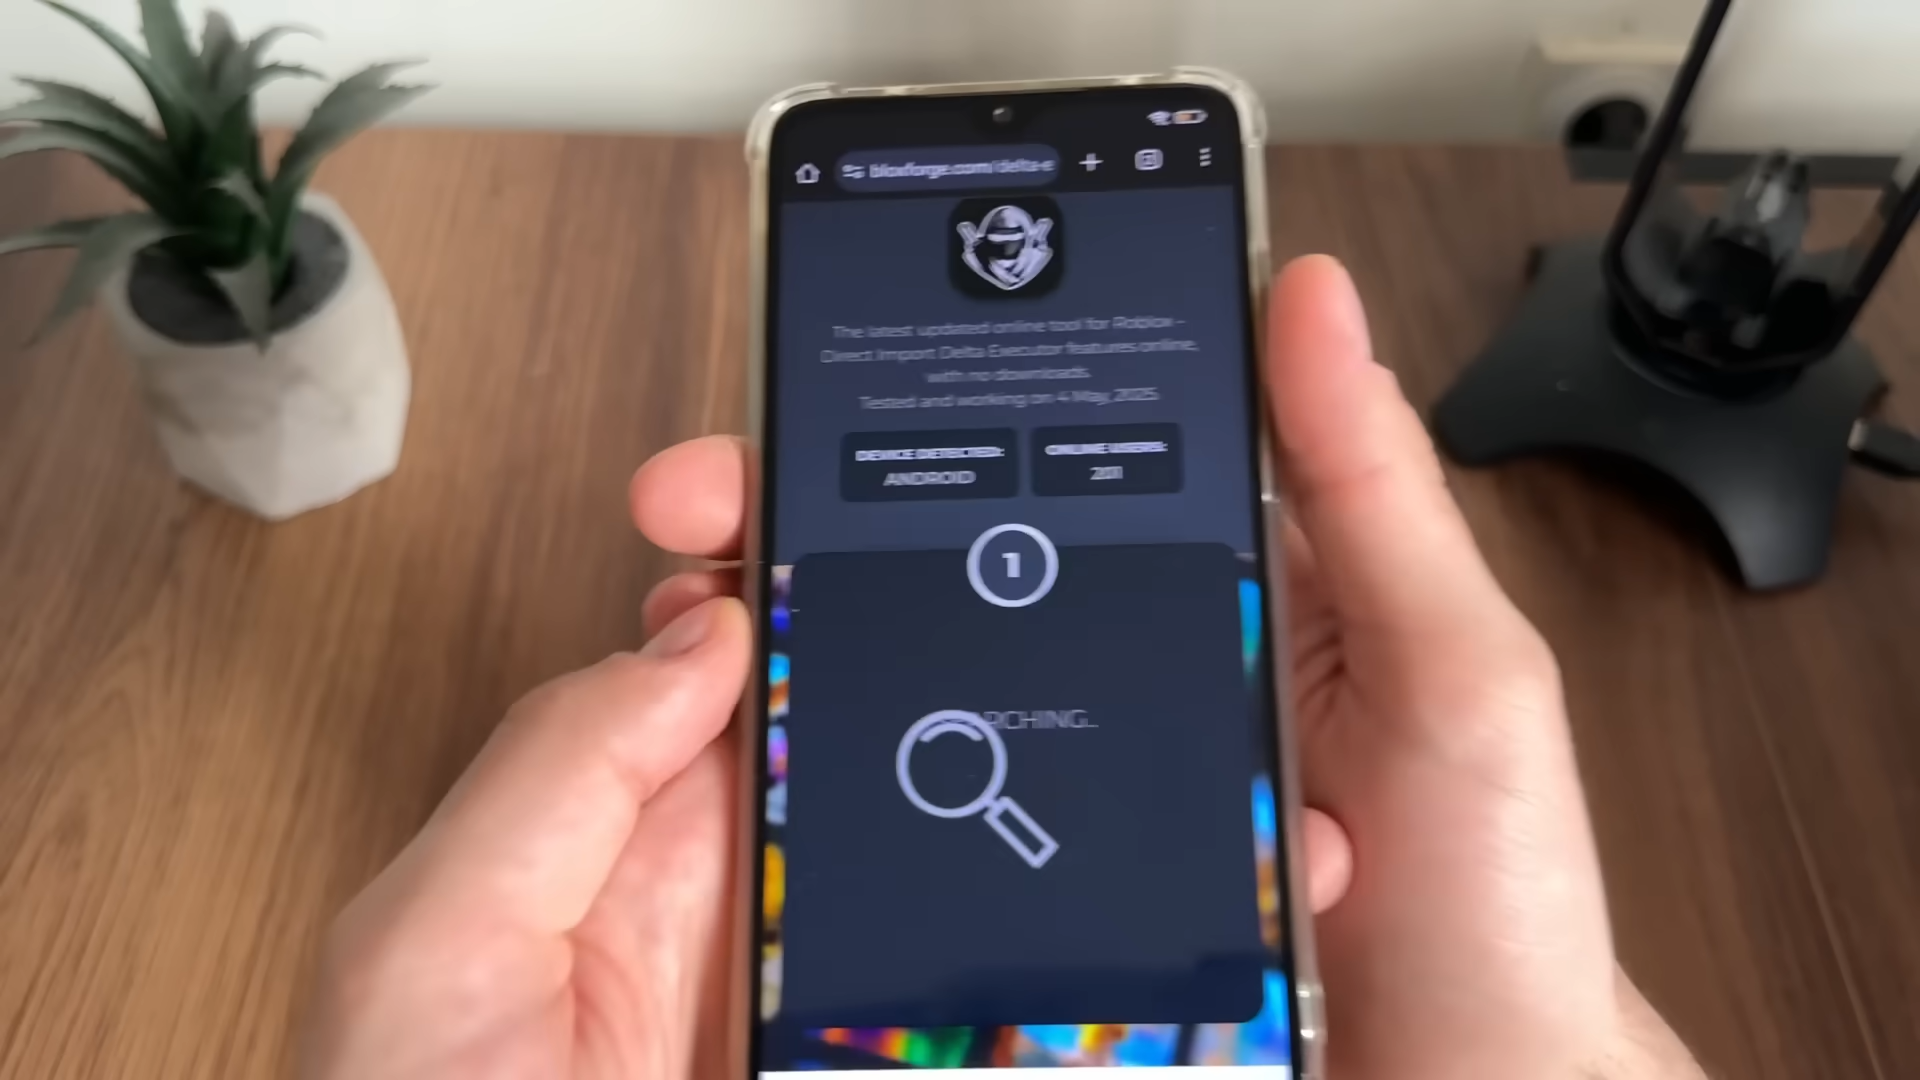 bloxforge.com/delta-e
The latest updated online tool for Roblox -
Direct Import Delta Executor features online,
with no downloads.
Tested and working on 4 May, 2025
DEVICE DETECTED:
ANDROID
ONLINE USERS:
201
1
RCHING...